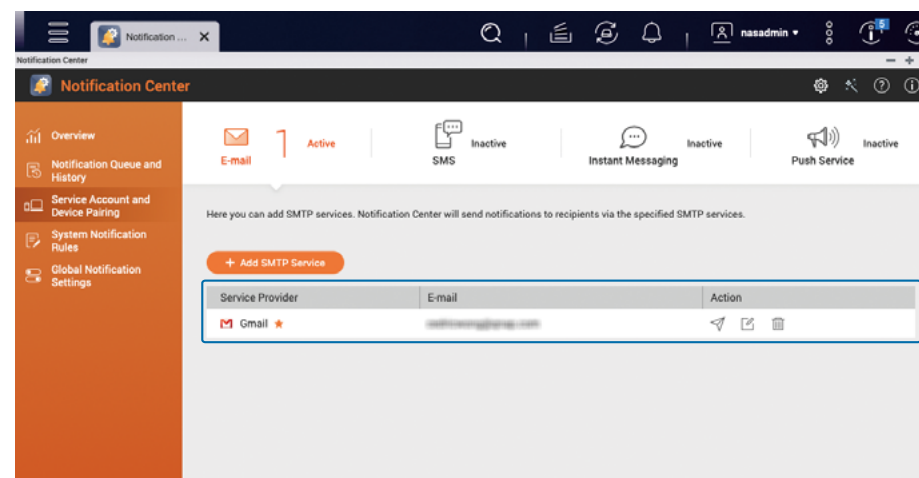 Notification ...
nasadmin
5
Notification Center
Notification Center
Overview
Notification Queue and
History
Service Account and
Device Pairing
System Notification
Rules
Global Notification
Settings
E-mail
1
Active
SMS
Inactive
Instant Messaging
Inactive
Push Service
Inactive
Here you can add SMTP services. Notification Center will send notifications to recipients via the specified SMTP services.
+ Add SMTP Service
Service Provider E-mail Action
Gmail